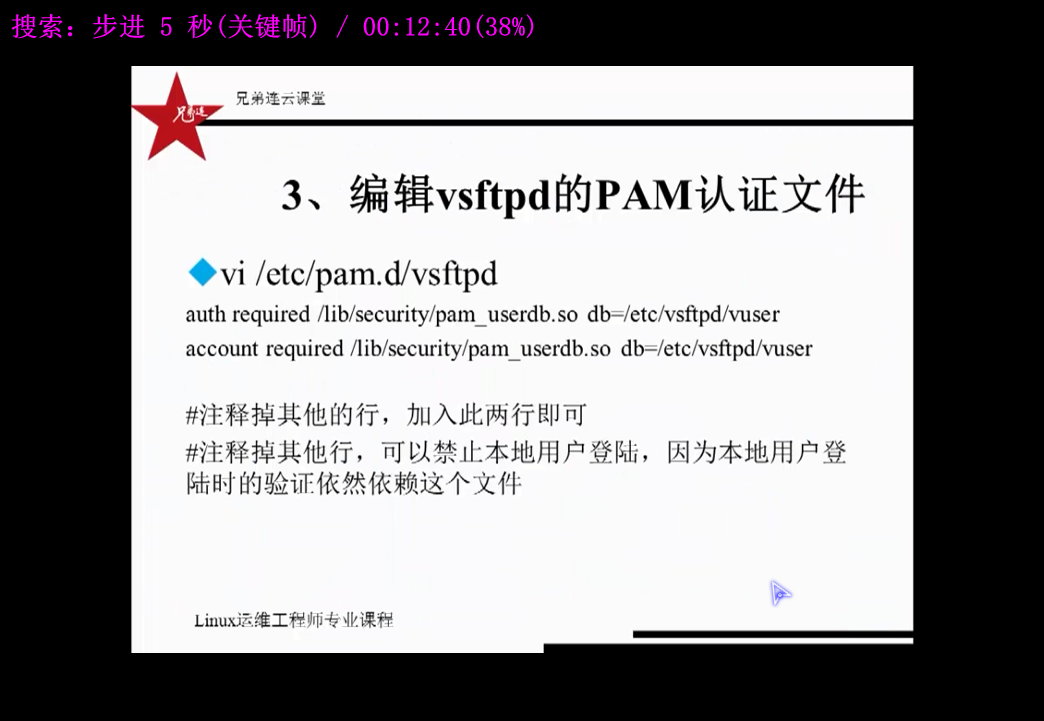 搜索: 步进 5 秒(关键帧) / 00:12:40(38%)
兄弟连
兄弟连云课堂
3、编辑vsftpd的PAM认证文件
vi /etc/pam.d/vsftpd
auth required /lib/security/pam_userdb.so db=/etc/vsftpd/vuser
account required /lib/security/pam_userdb.so db=/etc/vsftpd/vuser
#注释掉其他的行，加入此两行即可
#注释掉其他行，可以禁止本地用户登陆，因为本地用户登
陆时的验证依然依赖这个文件
Linux运维工程师专业课程